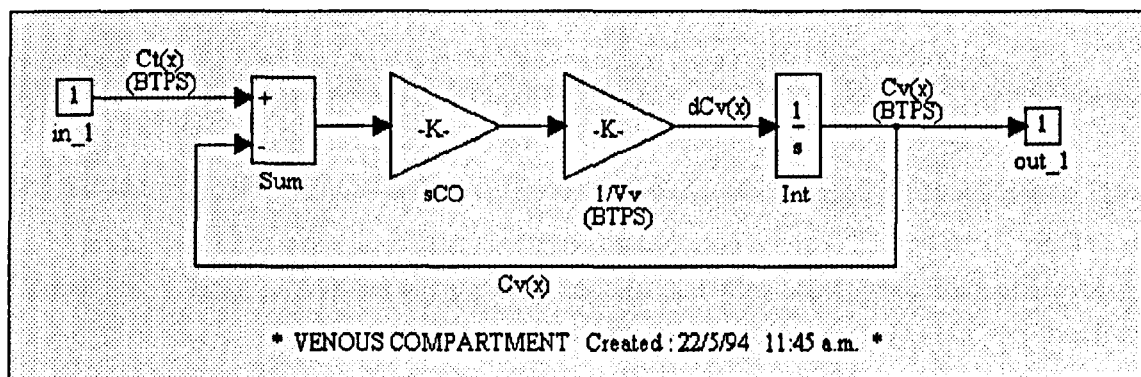 Ct(x)
(BTPS)
1
in_1
+
-
Sum
-K-
sCO
-K-
1/Vv
(BTPS)
dCv(x)
1
s
Int
Cv(x)
(BTPS)
1
out_1
Cv(x)
* VENOUS COMPARTMENT Created : 22/5/94 11:45 a.m. *